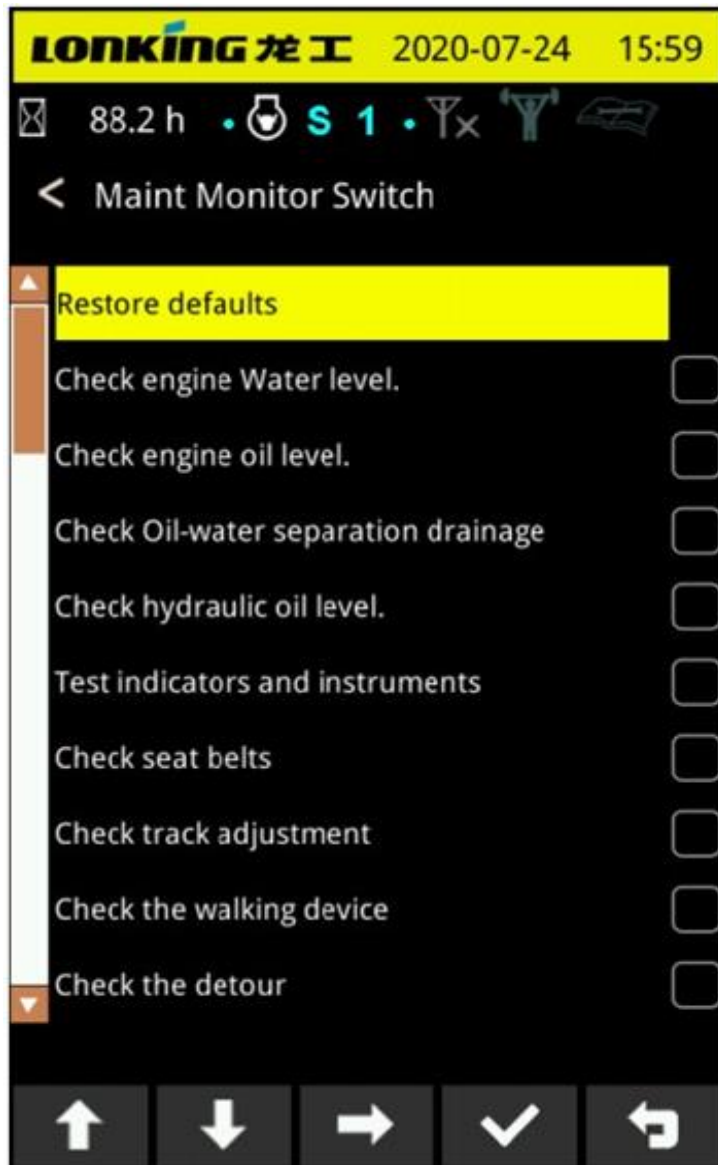 LONKING 龙工 2020-07-24 15:59
88.2 h S 1
< Maint Monitor Switch
Restore defaults
Check engine Water level.
Check engine oil level.
Check Oil-water separation drainage
Check hydraulic oil level.
Test indicators and instruments
Check seat belts
Check track adjustment
Check the walking device
Check the detour